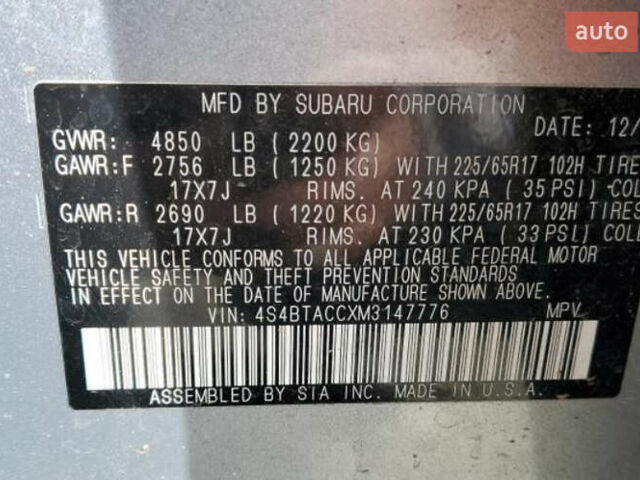 auto
MFD BY SUBARU CORPORATION
DATE: 12/
GVWR: 4850 LB ( 2200 KG)
GAWR:F 2756 LB ( 1250 KG) WITH 225/65R17 102H TIRE
17X7J RIMS. AT 240 KPA ( 35 PSI) COL
GAWR:R 2690 LB ( 1220 KG) WITH 225/65R17 102H TIRES
17X7J RIMS. AT 230 KPA ( 33 PSI) COL
THIS VEHICLE CONFORMS TO ALL APPLICABLE FEDERAL MOTOR
VEHICLE SAFETY AND THEFT PREVENTION STANDARDS
IN EFFECT ON THE DATE OF MANUFACTURE SHOWN ABOVE.
VIN: 4S4BTACCXM3147776 MPV
ASSEMBLED BY STA INC. MADE IN U.S.A.